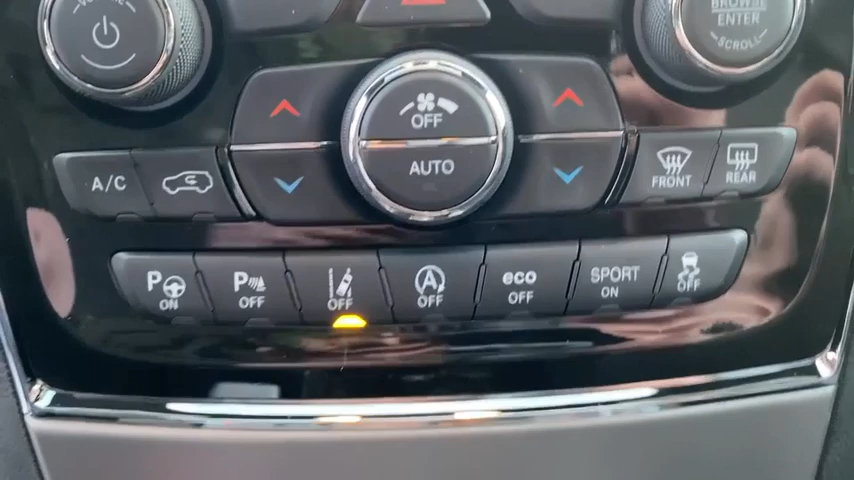 BROWSE
ENTER
SCROLL
OFF
AUTO
A/C
FRONT
REAR
P ON
P OFF
OFF
A OFF
eco OFF
SPORT ON
OFF